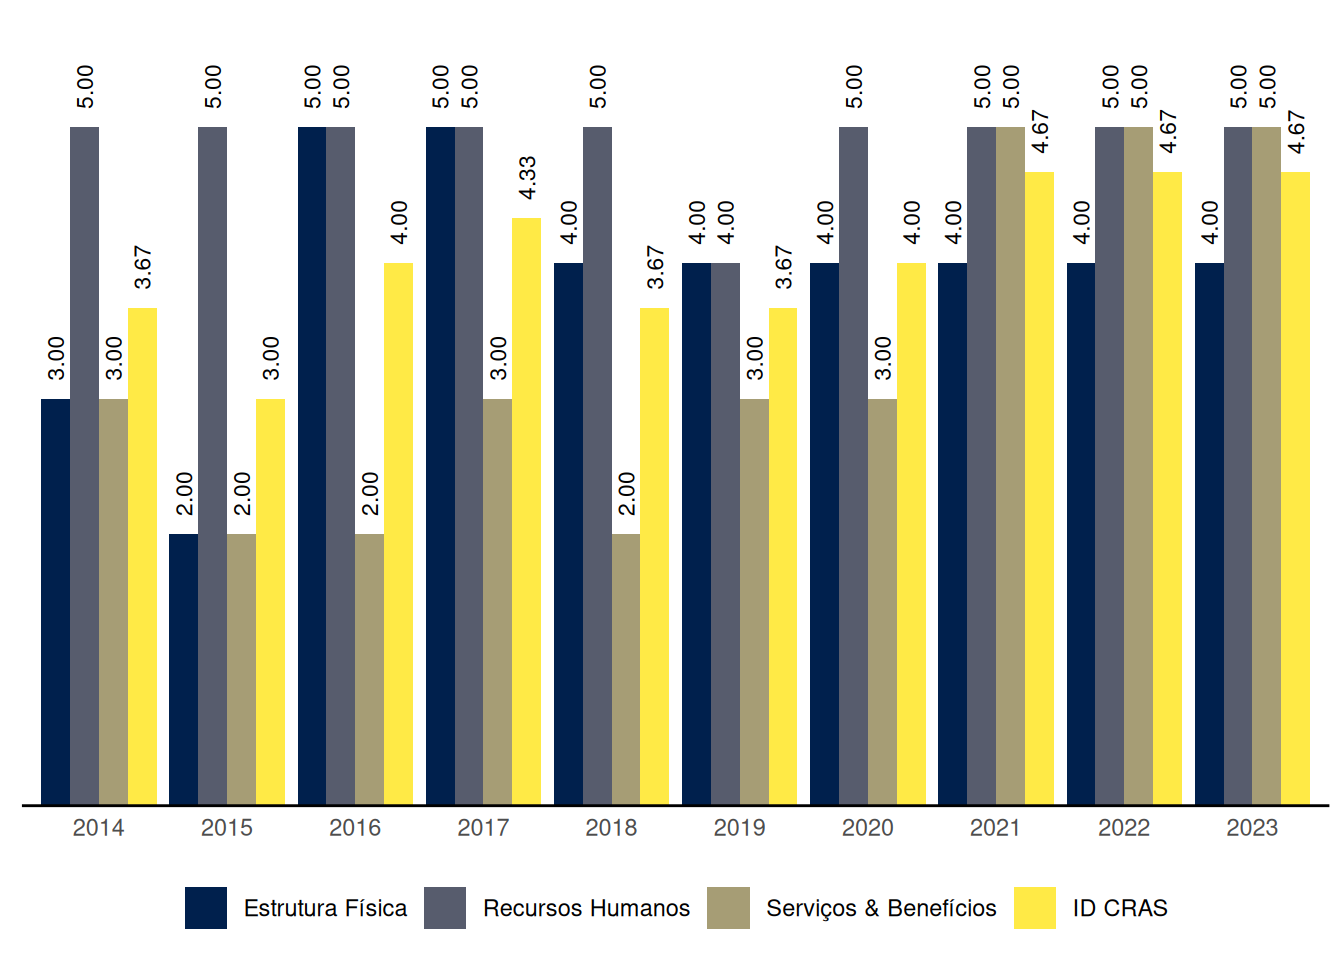 5.00 5.00 5.00 5.00 5.00 5.00 5.00 5.00 5.00 5.00 5.00 5.00 5.00 5.00
4.67 4.67 4.67
4.33
4.00 4.00 4.00 4.00 4.00 4.00 4.00 4.00 4.00
3.67 3.67 3.67
3.00 3.00 3.00 3.00 3.00 3.00
2.00 2.00 2.00 2.00
2014 2015 2016 2017 2018 2019 2020 2021 2022 2023
Estrutura Física Recursos Humanos Serviços & Benefícios ID CRAS